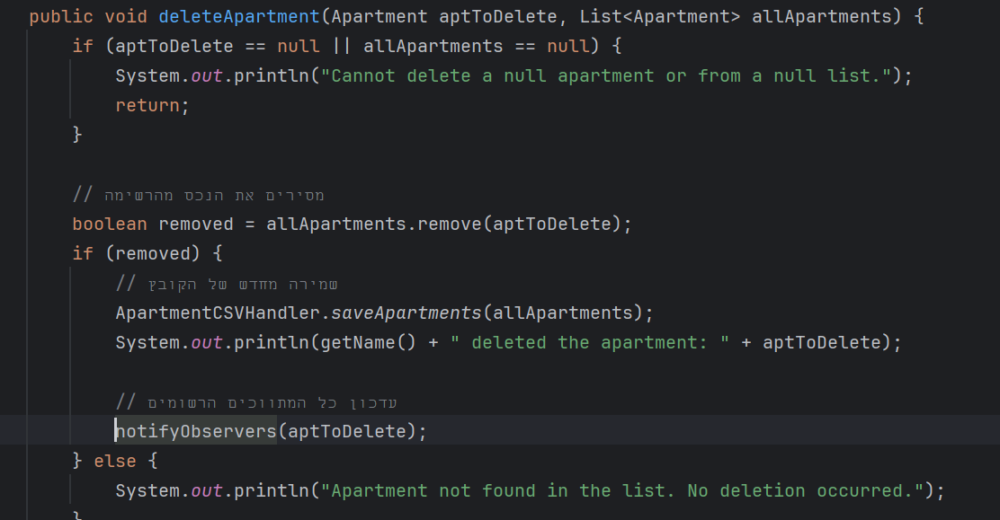 public void deleteApartment(Apartment aptToDelete, List<Apartment> allApartments) {
if (aptToDelete == null || allApartments == null) {
System.out.println("Cannot delete a null apartment or from a null list.");
return;
}
// מסירים את הנכס מהרשימה
boolean removed = allApartments.remove(aptToDelete);
if (removed) {
// שמירה מחדש של הקובץ
ApartmentCSVHandler.saveApartments(allApartments);
System.out.println(getName() + " deleted the apartment: " + aptToDelete);
// עדכון כל המתווכים הרשומים
notifyObservers(aptToDelete);
} else {
System.out.println("Apartment not found in the list. No deletion occurred.");
}